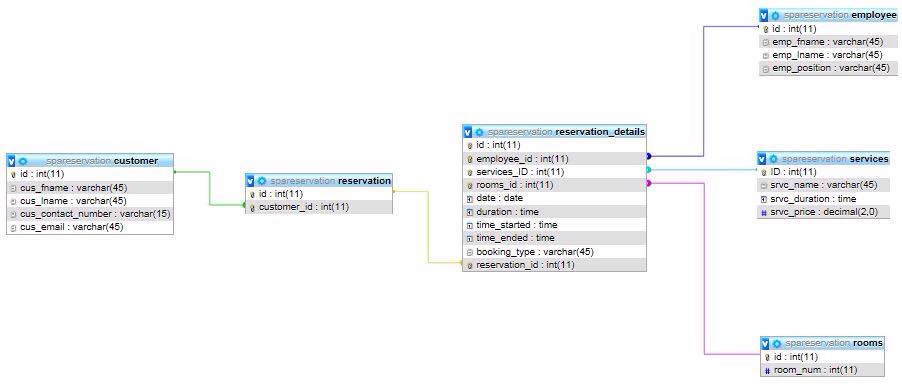 spareservation customer
id : int(11)
cus_fname : varchar(45)
cus_lname : varchar(45)
cus_contact_number : varchar(15)
cus_email : varchar(45)
spareservation reservation
id : int(11)
customer_id : int(11)
spareservation reservation_details
id : int(11)
employee_id : int(11)
services_ID : int(11)
rooms_id : int(11)
date : date
duration : time
time_started : time
time_ended : time
booking_type : varchar(45)
reservation_id : int(11)
spareservation employee
id : int(11)
emp_fname : varchar(45)
emp_lname : varchar(45)
emp_position : varchar(45)
spareservation services
ID : int(11)
srvc_name : varchar(45)
srvc_duration : time
# srvc_price : decimal(2,0)
spareservation rooms
id : int(11)
# room_num : int(11)